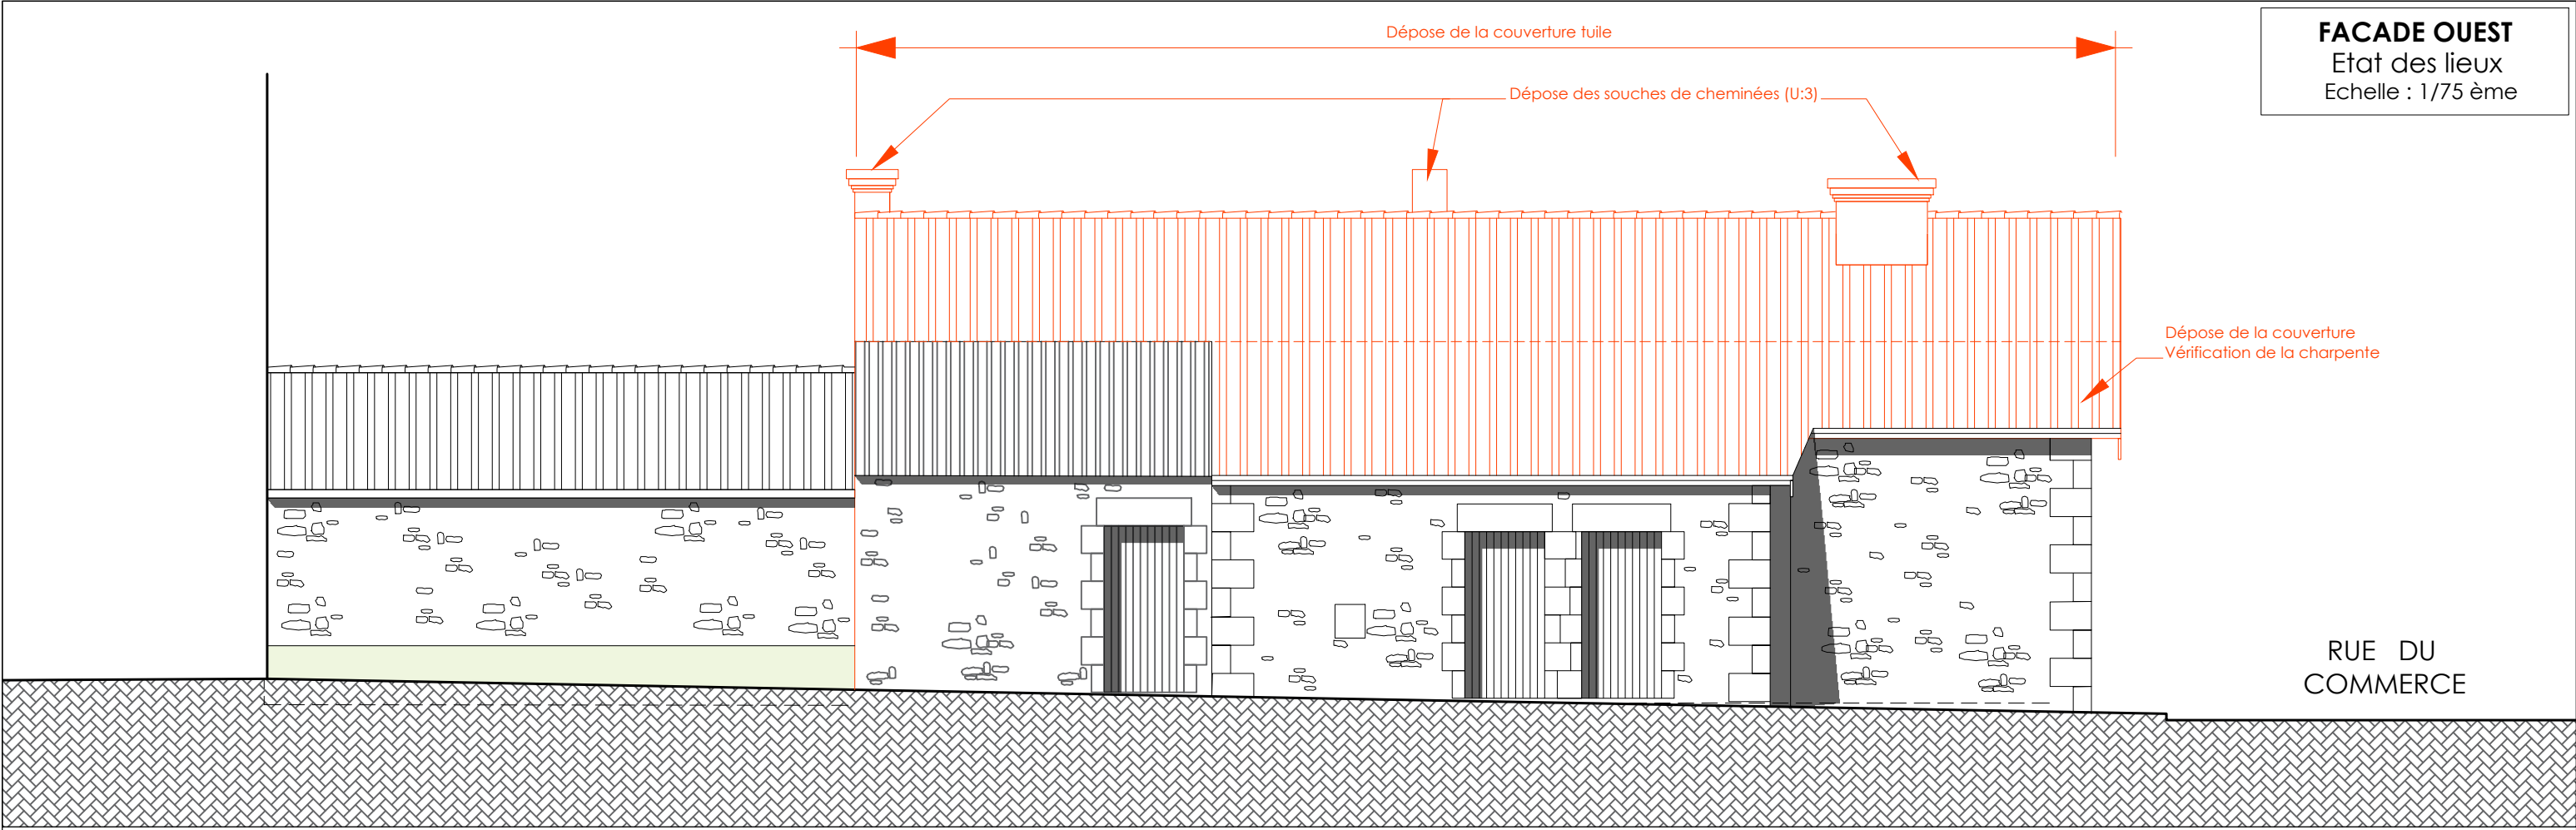 Dépose de la couverture tuile
FACADE OUEST
Etat des lieux
Echelle : 1/75 ème
Dépose des souches de cheminées (U:3)
Dépose de la couverture
Vérification de la charpente
RUE DU
COMMERCE